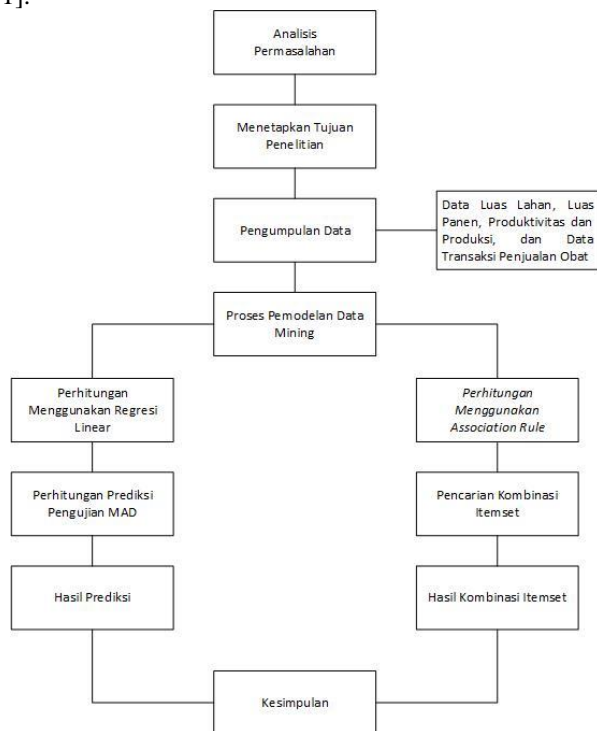 1].
Analisis
Permasalahan
Menetapkan Tujuan
Penelitian
Pengumpulan Data
Data Luas Lahan, Luas
Panen, Produktivitas dan
Produksi, dan Data
Transaksi Penjualan Obat
Proses Pemodelan Data
Mining
Perhitungan
Menggunakan Regresi
Linear
Perhitungan
Menggunakan
Association Rule
Perhitungan Prediksi
Pengujian MAD
Pencarian Kombinasi
Itemset
Hasil Prediksi
Hasil Kombinasi Itemset
Kesimpulan